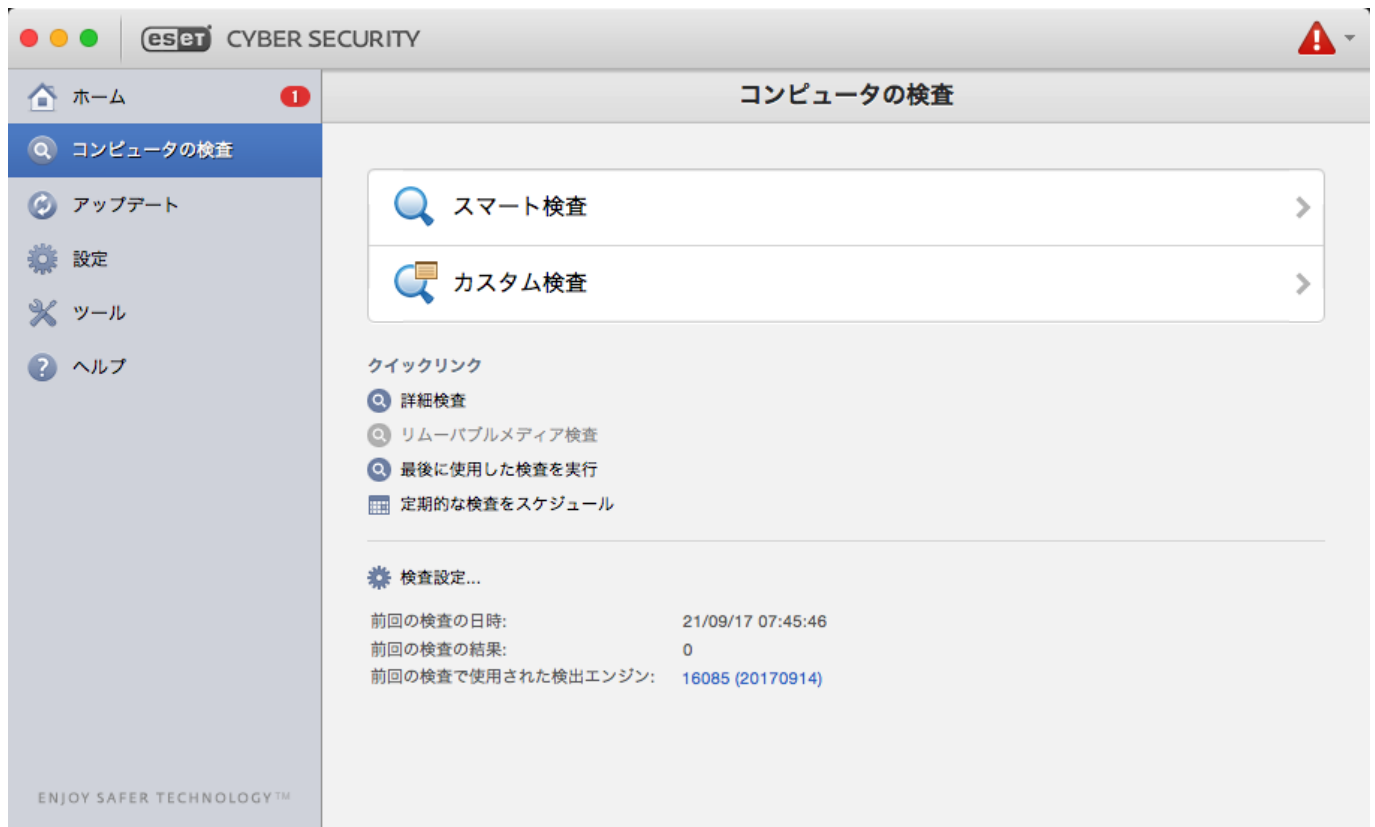 eset CYBER SECURITY
ホーム 1
コンピュータの検査
アップデート
設定
ツール
ヘルプ
ENJOY SAFER TECHNOLOGY™
コンピュータの検査
スマート検査
カスタム検査
クイックリンク
詳細検査
リムーバブルメディア検査
最後に使用した検査を実行
定期的な検査をスケジュール
検査設定...
前回の検査の日時: 21/09/17 07:45:46
前回の検査の結果: 0
前回の検査で使用された検出エンジン: 16085 (20170914)